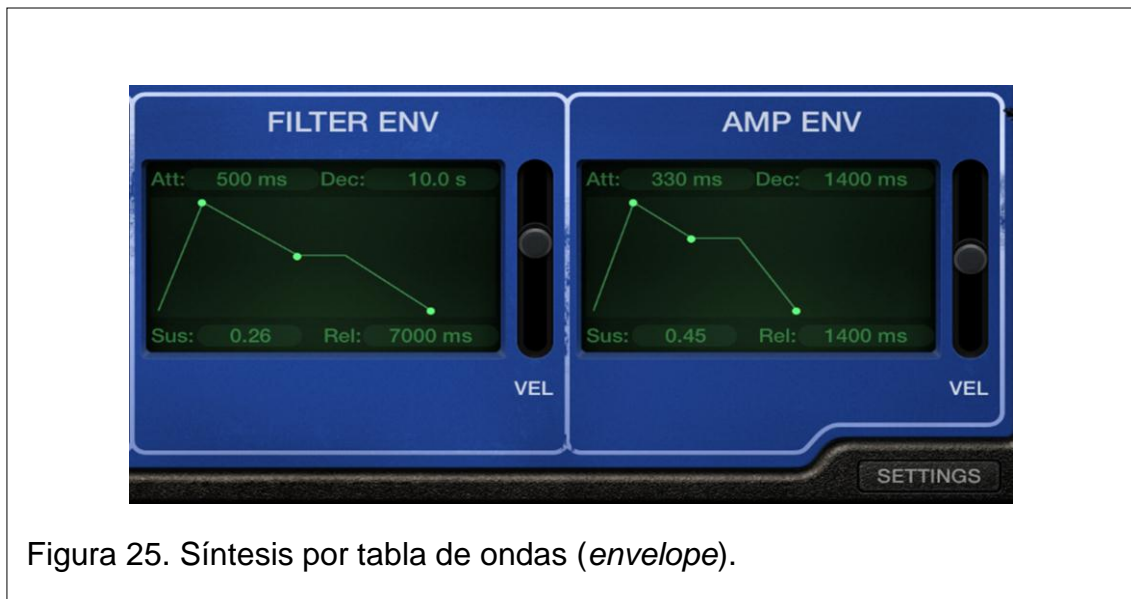 FILTER ENV
Att: 500 ms Dec: 10.0 s
Sus: 0.26 Rel: 7000 ms
VEL
AMP ENV
Att: 330 ms Dec: 1400 ms
Sus: 0.45 Rel: 1400 ms
VEL
SETTINGS
Figura 25. Síntesis por tabla de ondas (envelope).